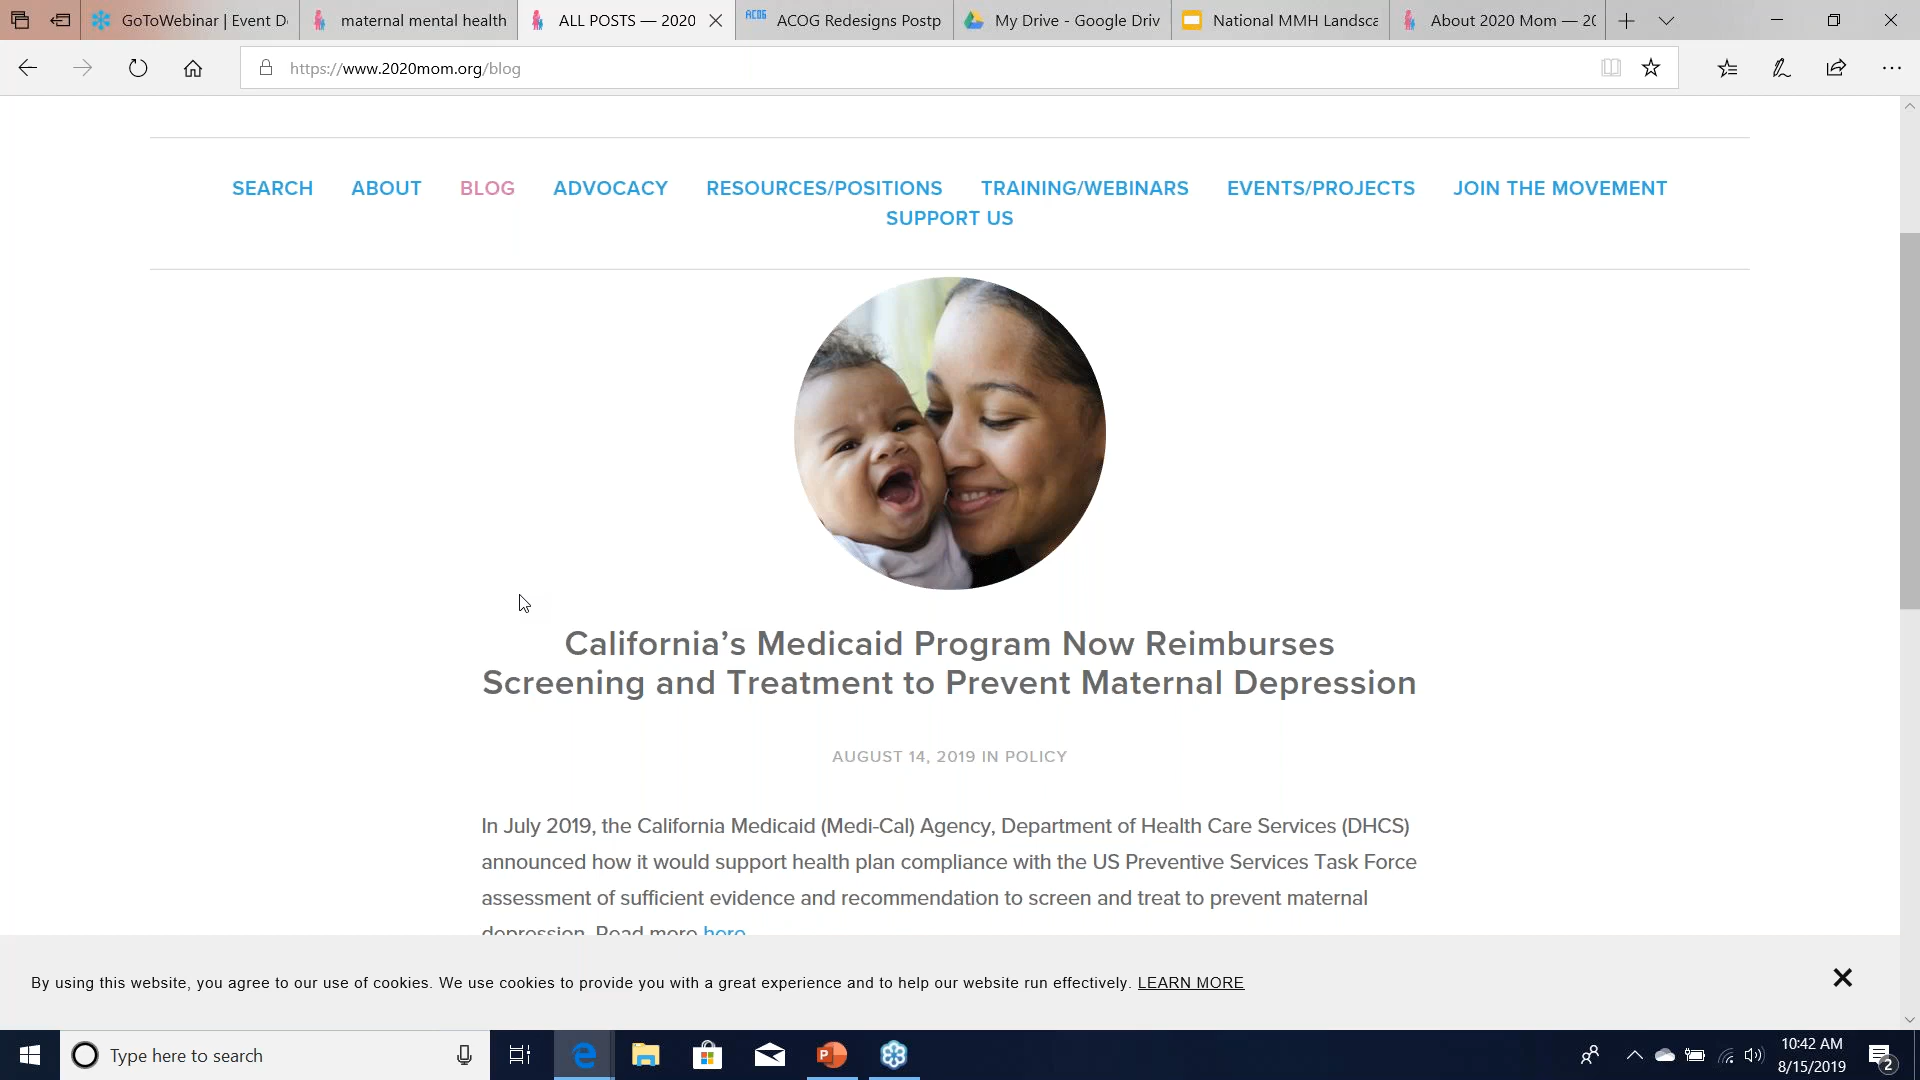 GoToWebinar | Event D
maternal mental health
ALL POSTS — 2020
ACOG
ACOG Redesigns Postp
My Drive - Google Driv
National MMH Landsca
About 2020 Mom — 20
https://www.2020mom.org/blog
SEARCH ABOUT BLOG ADVOCACY RESOURCES/POSITIONS TRAINING/WEBINARS EVENTS/PROJECTS JOIN THE MOVEMENT
SUPPORT US
California’s Medicaid Program Now Reimburses
Screening and Treatment to Prevent Maternal Depression
AUGUST 14, 2019 IN POLICY
In July 2019, the California Medicaid (Medi-Cal) Agency, Department of Health Care Services (DHCS)
announced how it would support health plan compliance with the US Preventive Services Task Force
assessment of sufficient evidence and recommendation to screen and treat to prevent maternal
depression. Read more here
By using this website, you agree to our use of cookies. We use cookies to provide you with a great experience and to help our website run effectively. LEARN MORE
Type here to search
10:42 AM
8/15/2019
2